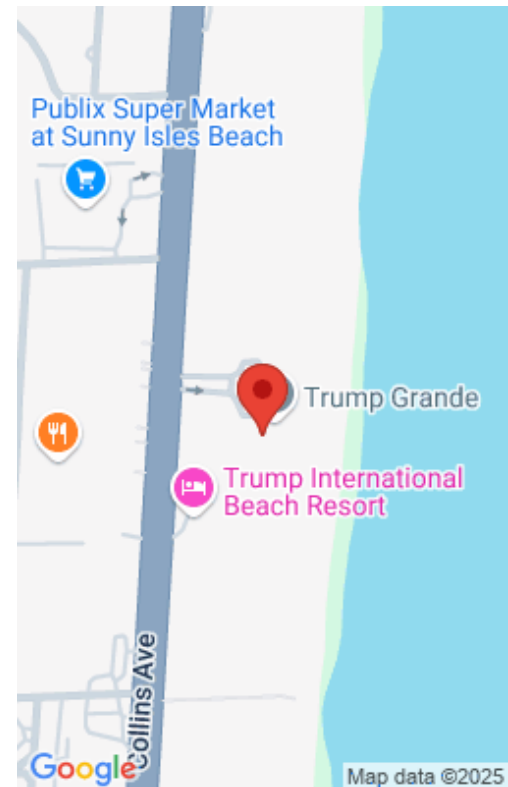 Publix Super Market
at Sunny Isles Beach
Trump Grande
Trump International
Beach Resort
Collins Ave
Google
Map data ©2025